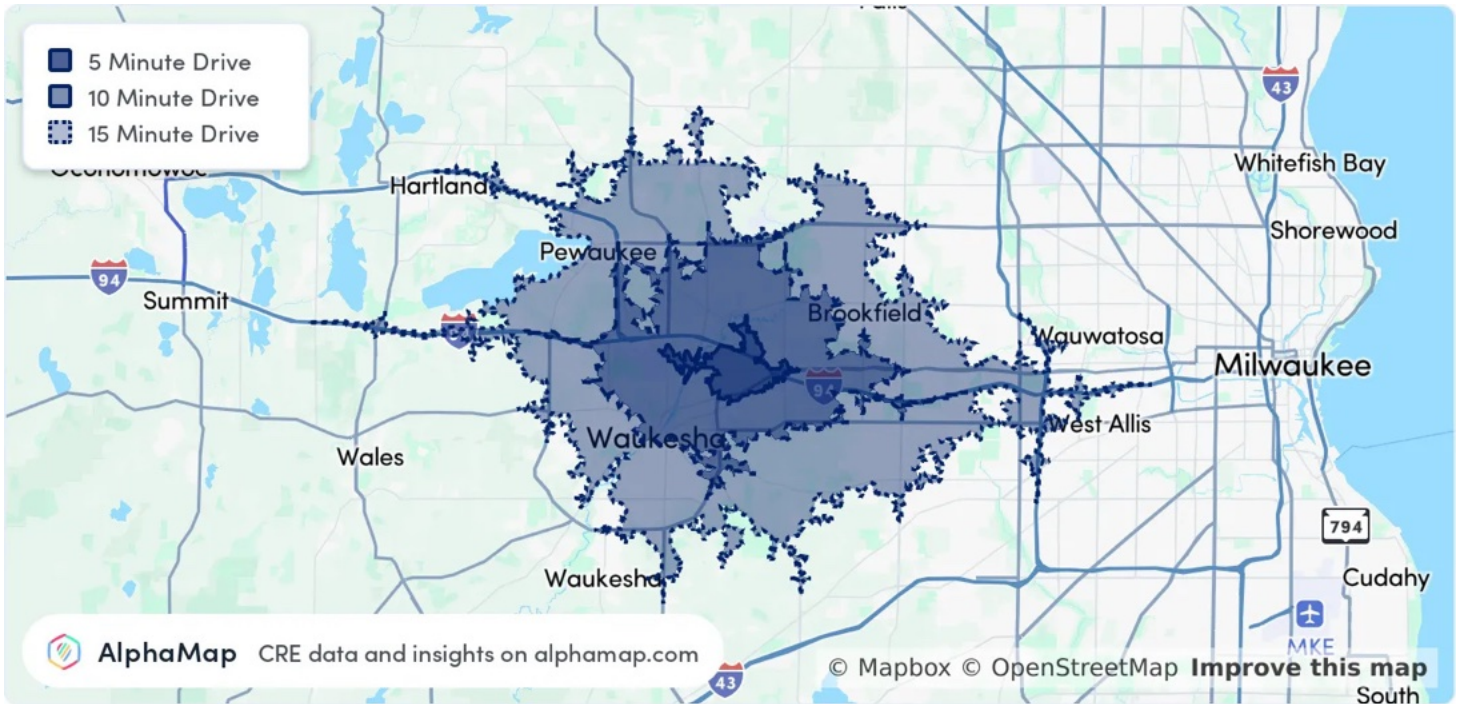 5 Minute Drive
10 Minute Drive
15 Minute Drive
43
Whitefish Bay
Hartland
Shorewood
Pewaukee
94
Summit
Brookfield
Wauwatosa
Milwaukee
94
West Allis
Waukesha
Wales
794
Waukesha
Cudahy
MKE
AlphaMap CRE data and insights on alphamap.com
© Mapbox © OpenStreetMap Improve this map
43
South